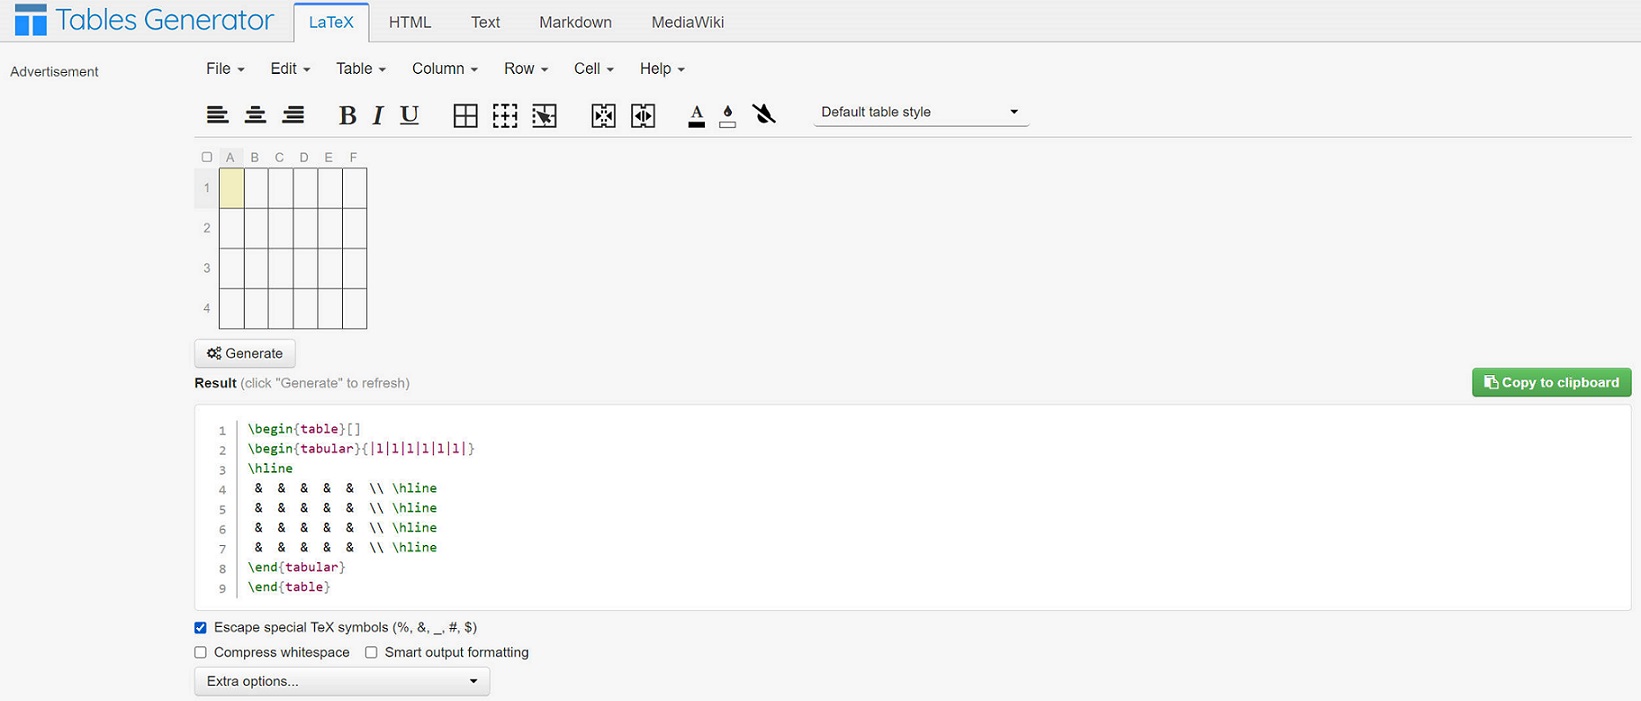 Tables Generator LaTeX HTML Text Markdown MediaWiki
Advertisement
File Edit Table Column Row Cell Help
B I U A Default table style
A B C D E F
1
2
3
4
Generate
Result (click "Generate" to refresh)
Copy to clipboard
1 \begin{table}[]
2 \begin{tabular}{|l|l|l|l|l|l|}
3 \hline
4 & & & & & \\ \hline
5 & & & & & \\ \hline
6 & & & & & \\ \hline
7 & & & & & \\ \hline
8 \end{tabular}
9 \end{table}
Escape special TeX symbols (%, &, _, #, $)
Compress whitespace Smart output formatting
Extra options...